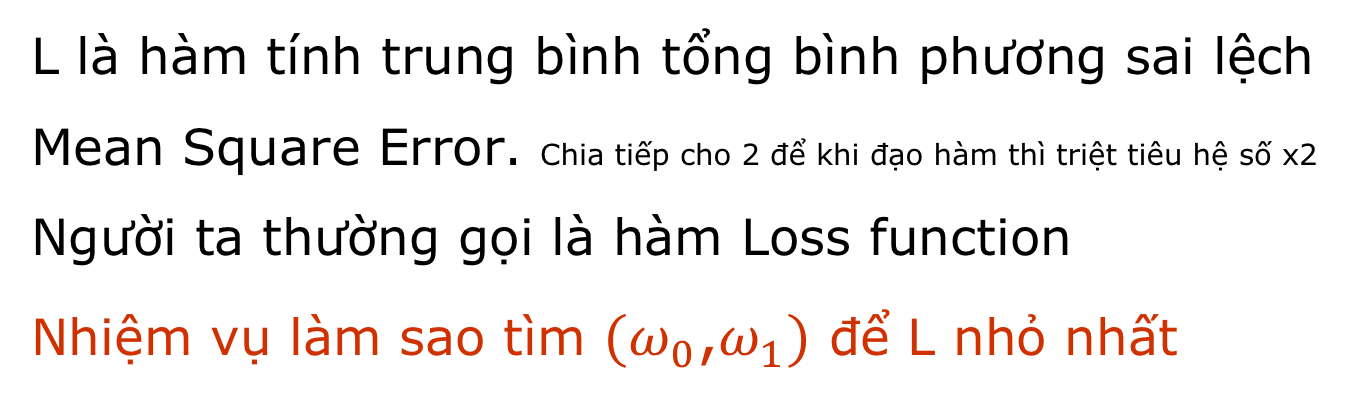 L là hàm tính trung bình tổng bình phương sai lệch
Mean Square Error. Chia tiếp cho 2 để khi đạo hàm thì triệt tiêu hệ số x2
Người ta thường gọi là hàm Loss function
Nhiệm vụ làm sao tìm (ω₀,ω₁) để L nhỏ nhất